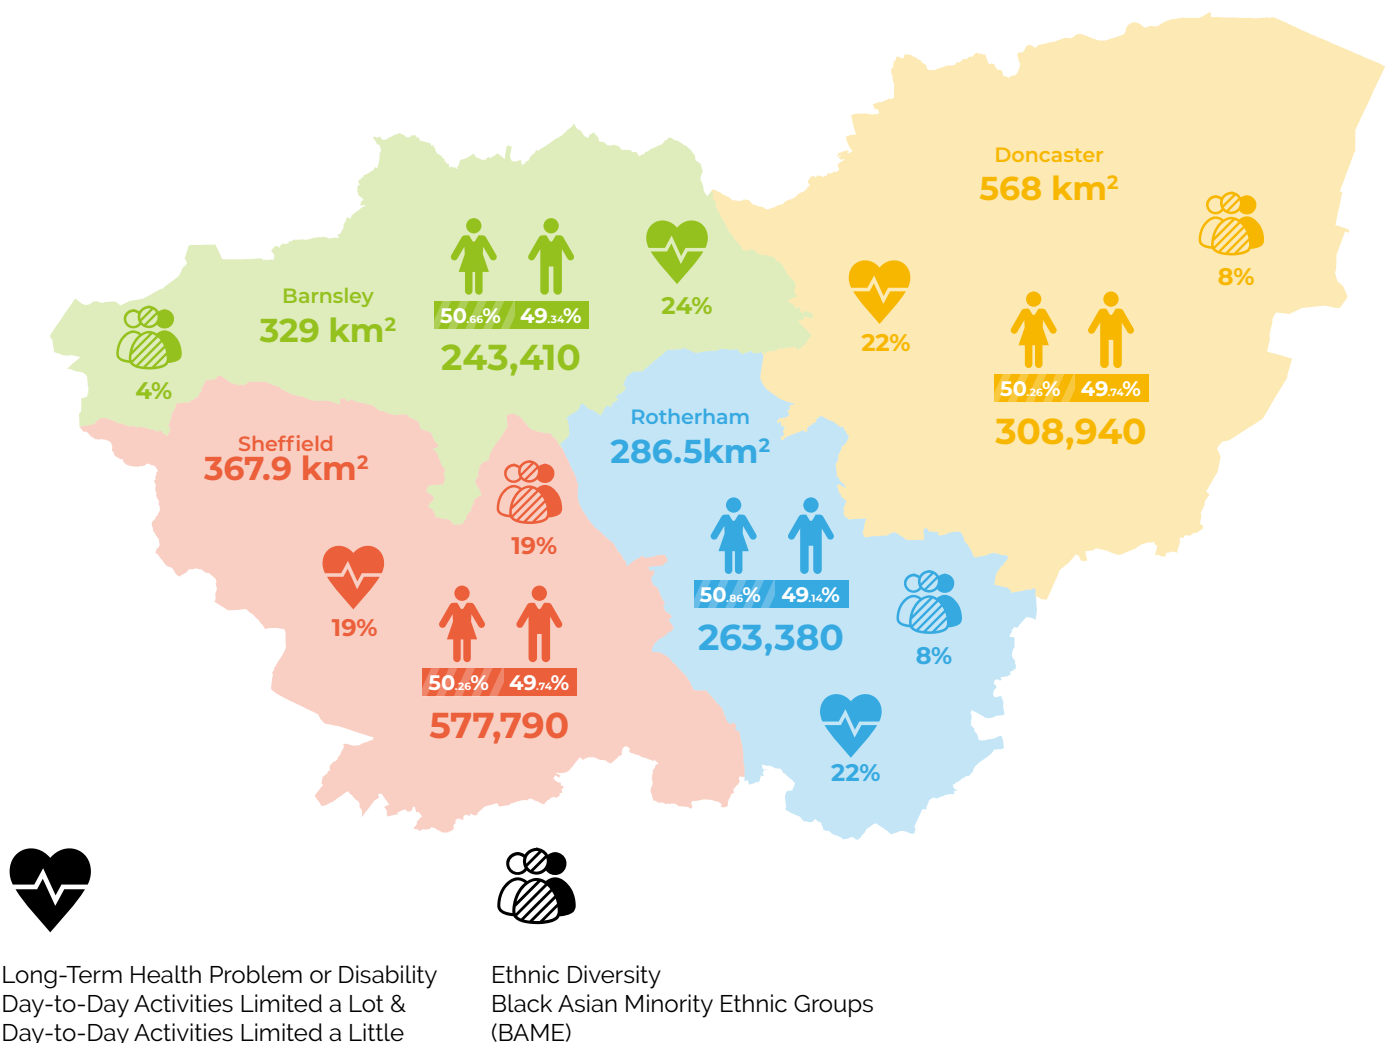 Doncaster
568 km²
8%
22%
50.26% 49.74%
308,940
Barnsley
329 km²
50.66% 49.34%
243,410
24%
4%
Rotherham
286.5km²
50.86% 49.14%
263,380
8%
22%
Sheffield
367.9 km²
19%
19%
50.26% 49.74%
577,790
Long-Term Health Problem or Disability
Day-to-Day Activities Limited a Lot &
Day-to-Day Activities Limited a Little
Ethnic Diversity
Black Asian Minority Ethnic Groups
(BAME)